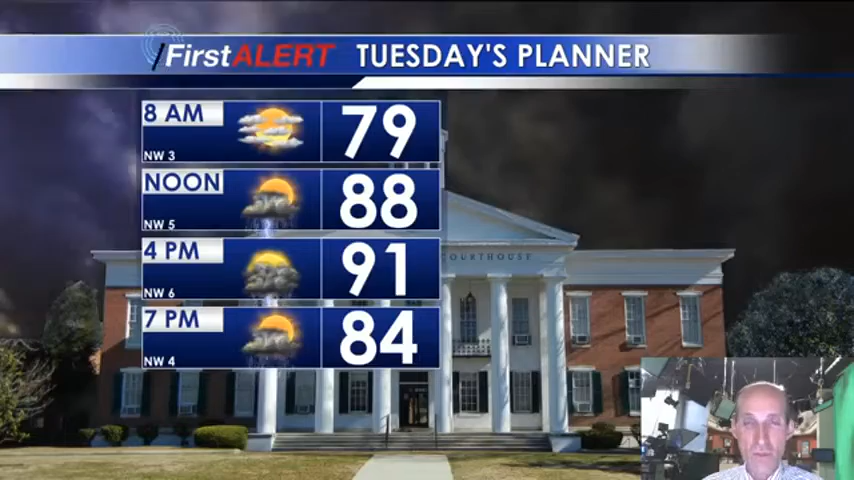 /FirstALERT TUESDAY'S PLANNER
8 AM
NW 3
79
NOON
NW 5
88
4 PM
NW 6
91
7 PM
NW 4
84
COURTHOUSE